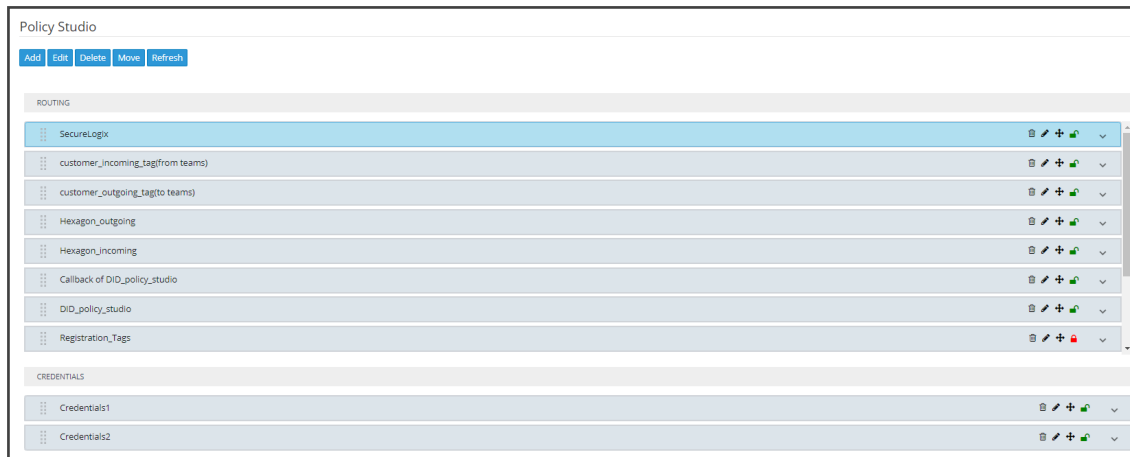 Policy Studio
Add Edit Delete Move Refresh
ROUTING
SecureLogix
customer_incoming_tag(from teams)
customer_outgoing_tag(to teams)
Hexagon_outgoing
Hexagon_incoming
Callback of DID_policy_studio
DID_policy_studio
Registration_Tags
CREDENTIALS
Credentials1
Credentials2